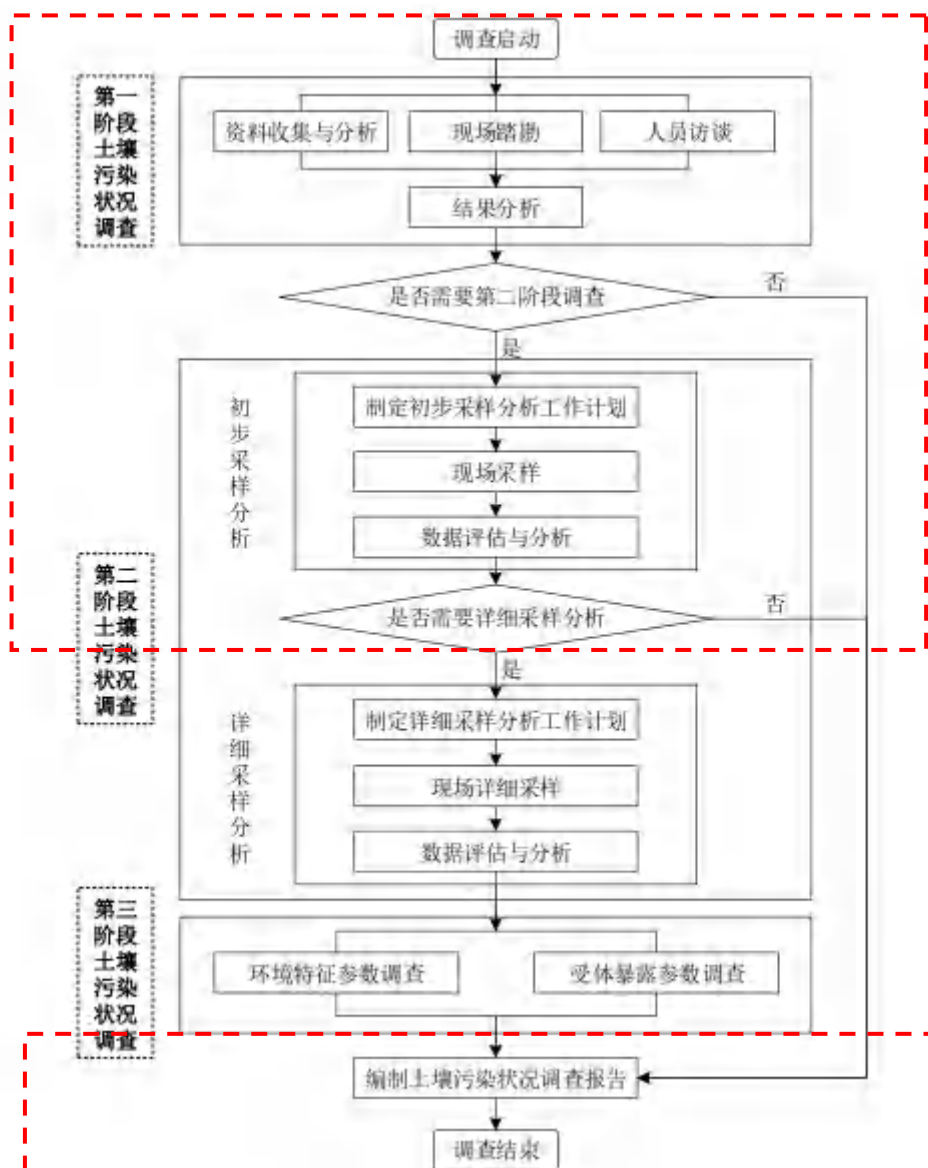 调查启动
第一
阶段
土壤
污染
状况
调查
资料收集与分析
现场踏勘
人员访谈
结果分析
是否需要第二阶段调查
否
是
初
步
采
样
分
析
制定初步采样分析工作计划
现场采样
数据评估与分析
第二
阶段
土壤
污染
状况
调查
是否需要详细采样分析
否
是
详
细
采
样
分
析
制定详细采样分析工作计划
现场详细采样
数据评估与分析
第三
阶段
土壤
污染
状况
调查
环境特征参数调查
受体暴露参数调查
编制土壤污染状况调查报告
调查结束